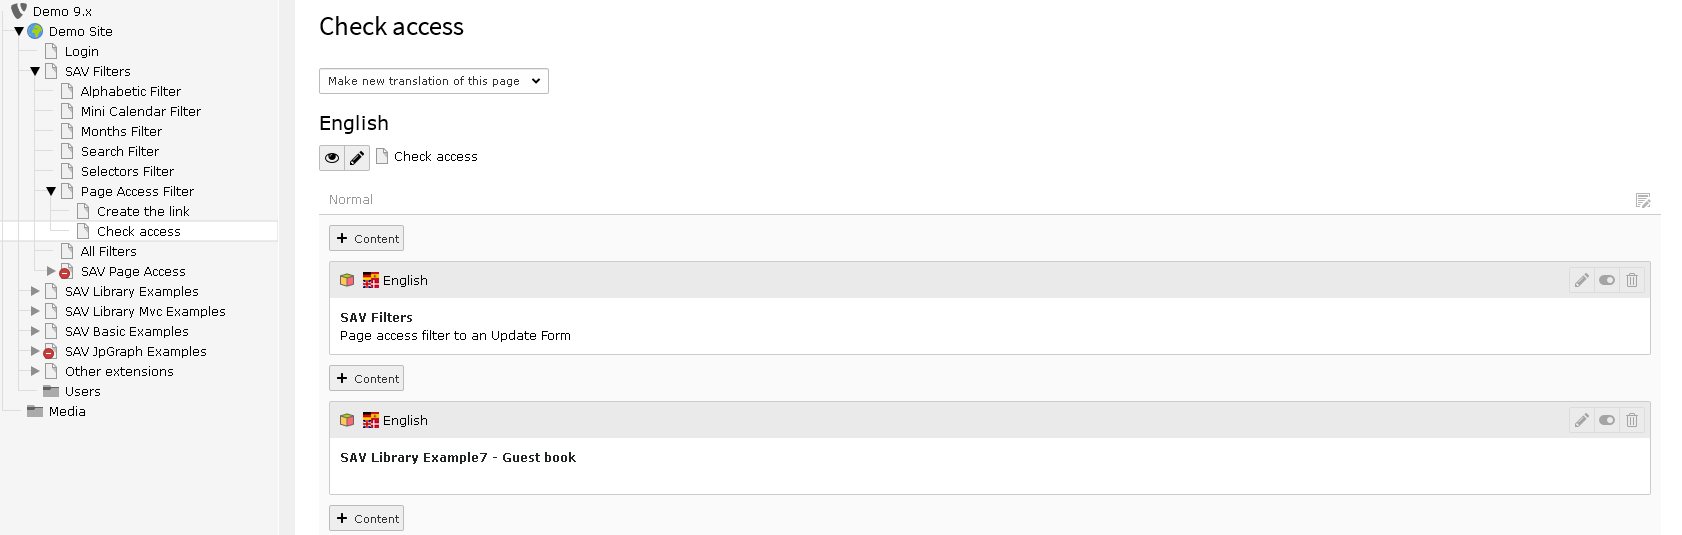 Demo 9.x
Demo Site
Login
SAV Filters
Alphabetic Filter
Mini Calendar Filter
Months Filter
Search Filter
Selectors Filter
Page Access Filter
Create the link
Check access
All Filters
SAV Page Access
SAV Library Examples
SAV Library Mvc Examples
SAV Basic Examples
SAV JpGraph Examples
Other extensions
Users
Media
Check access
Make new translation of this page
English
Check access
Normal
+ Content
English
SAV Filters
Page access filter to an Update Form
+ Content
English
SAV Library Example7 - Guest book
+ Content